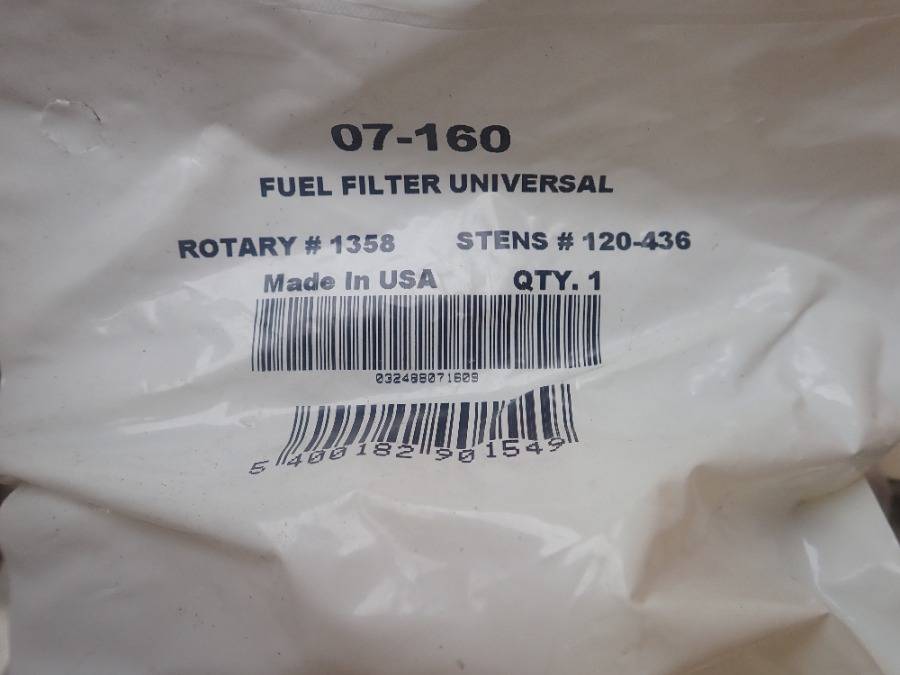 07-160
FUEL FILTER UNIVERSAL
ROTARY # 1358 STENS # 120-436
Made In USA QTY. 1
032488071609
5 400182 901549